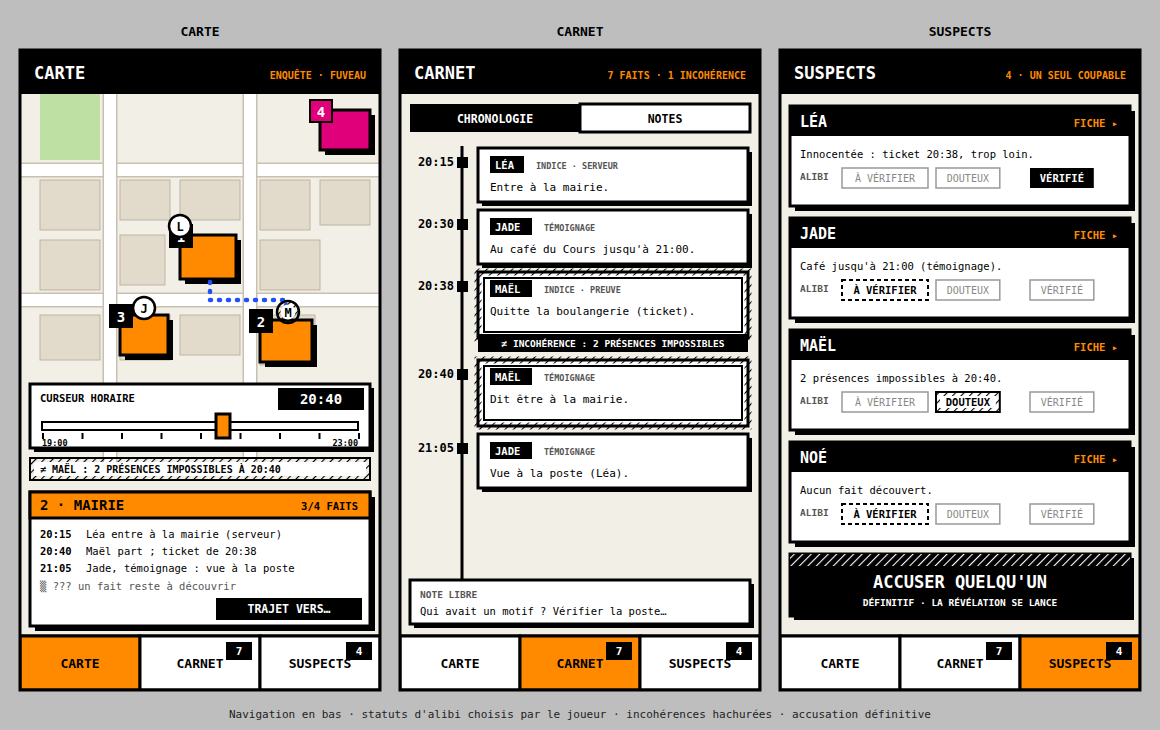 CARTE
CARTE
ENQUÊTE · FUVEAU
4
L
1
J
3
M
2
CURSEUR HORAIRE
20:40
19:00
23:00
≠ MAËL : 2 PRÉSENCES IMPOSSIBLES À 20:40
2 · MAIRIE
3/4 FAITS
20:15 Léa entre à la mairie (serveur)
20:40 Maël part ; ticket de 20:38
21:05 Jade, témoignage : vue à la poste
▒ ??? un fait reste à découvrir
TRAJET VERS…
CARTE
CARNET
7
SUSPECTS
4
CARNET
CARNET
7 FAITS · 1 INCOHÉRENCE
CHRONOLOGIE
NOTES
20:15
LÉA INDICE · SERVEUR
Entre à la mairie.
20:30
JADE TÉMOIGNAGE
Au café du Cours jusqu'à 21:00.
20:38
MAËL INDICE · PREUVE
Quitte la boulangerie (ticket).
≠ INCOHÉRENCE : 2 PRÉSENCES IMPOSSIBLES
20:40
MAËL TÉMOIGNAGE
Dit être à la mairie.
21:05
JADE TÉMOIGNAGE
Vue à la poste (Léa).
NOTE LIBRE
Qui avait un motif ? Vérifier la poste…
CARTE
CARNET
7
SUSPECTS
4
SUSPECTS
SUSPECTS
4 · UN SEUL COUPABLE
LÉA
FICHE ▸
Innocentée : ticket 20:38, trop loin.
ALIBI À VÉRIFIER DOUTEUX VÉRIFIÉ
JADE
FICHE ▸
Café jusqu'à 21:00 (témoignage).
ALIBI À VÉRIFIER DOUTEUX VÉRIFIÉ
MAËL
FICHE ▸
2 présences impossibles à 20:40.
ALIBI À VÉRIFIER DOUTEUX VÉRIFIÉ
NOÉ
FICHE ▸
Aucun fait découvert.
ALIBI À VÉRIFIER DOUTEUX VÉRIFIÉ
ACCUSER QUELQU'UN
DÉFINITIF · LA RÉVÉLATION SE LANCE
CARTE
CARNET
7
SUSPECTS
4
Navigation en bas · statuts d'alibi choisis par le joueur · incohérences hachurées · accusation définitive